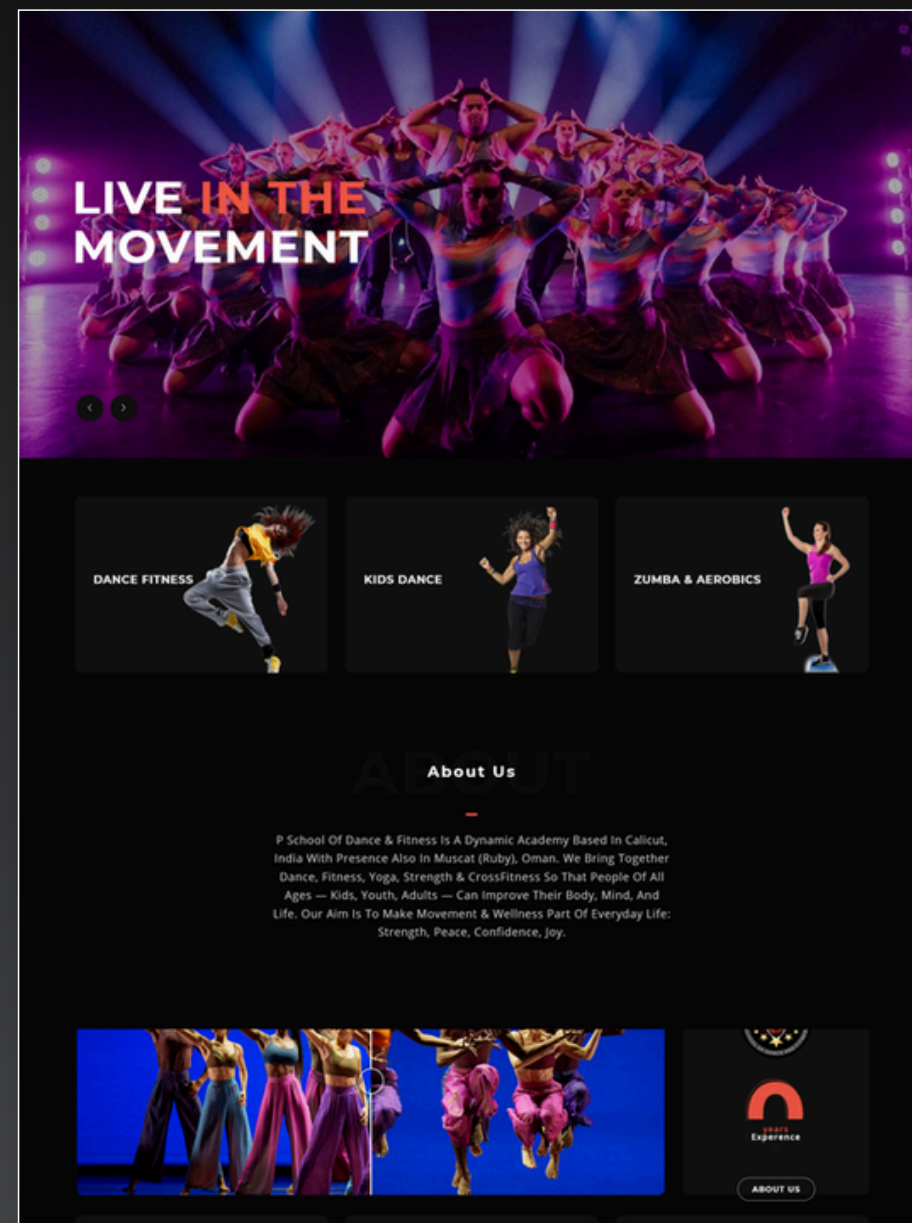 LIVE IN THE
MOVEMENT
DANCE FITNESS
KIDS DANCE
ZUMBA & AEROBICS
ABOUT
About Us
P School Of Dance & Fitness Is A Dynamic Academy Based In Calicut,
India With Presence Also In Muscat (Ruby), Oman. We Bring Together
Dance, Fitness, Yoga, Strength & CrossFitness So That People Of All
Ages — Kids, Youth, Adults — Can Improve Their Body, Mind, And
Life. Our Aim Is To Make Movement & Wellness Part Of Everyday Life:
Strength, Peace, Confidence, Joy.
years
Experence
ABOUT US